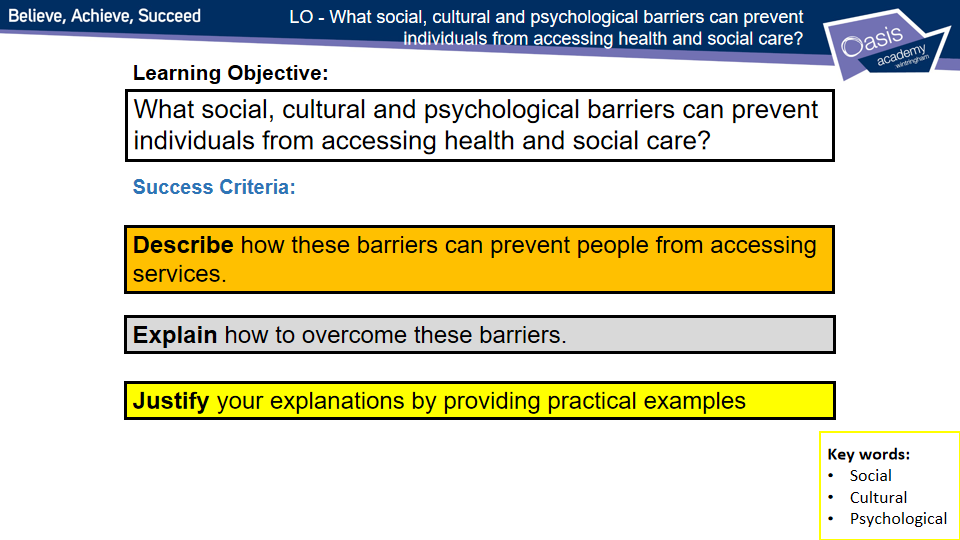 Believe, Achieve, Succeed
LO - What social, cultural and psychological barriers can prevent
individuals from accessing health and social care?
Oasis
academy
wintringham
Learning Objective:
What social, cultural and psychological barriers can prevent
individuals from accessing health and social care?
Success Criteria:
Describe how these barriers can prevent people from accessing
services.
Explain how to overcome these barriers.
Justify your explanations by providing practical examples
Key words:
• Social
• Cultural
• Psychological